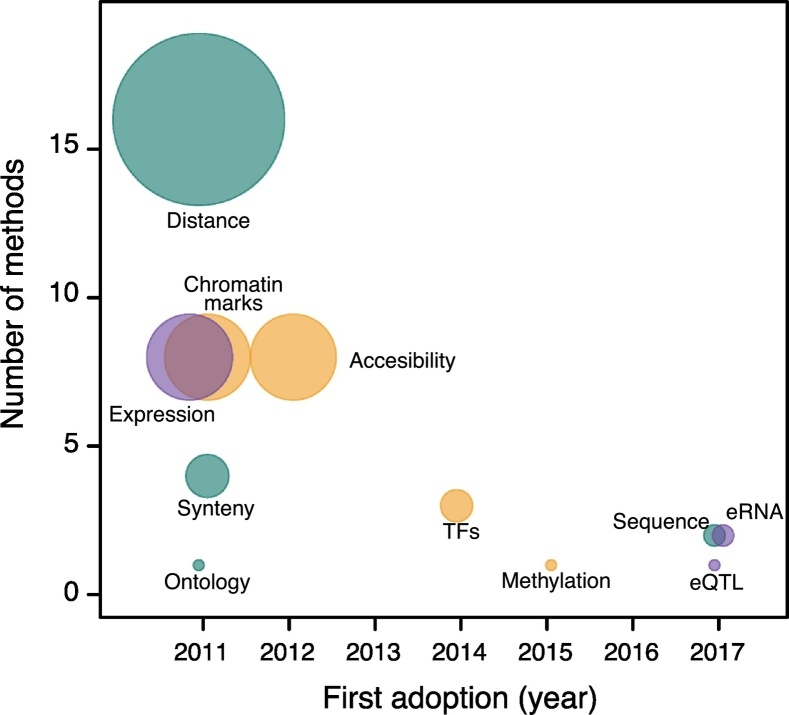 Number of methods
15
10
5
0
Distance
Chromatin
marks
Accesibility
Expression
Synteny
TFs
Sequence
eRNA
Ontology
Methylation
eQTL
2011
2012
2013
2014
2015
2016
2017
First adoption (year)